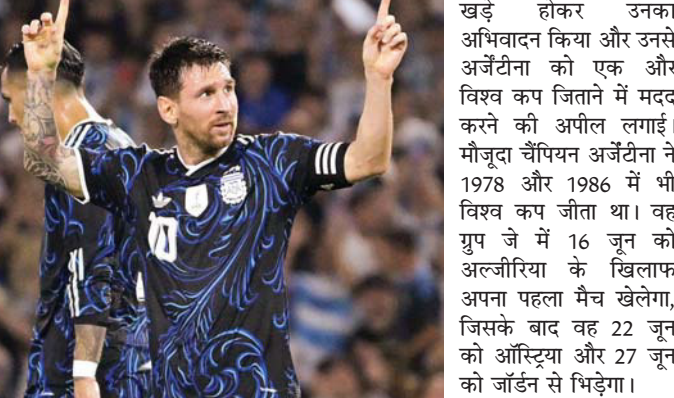 खड़े होकर उनका
अभिवादन किया और उनसे
अर्जेंटीना को एक और
विश्व कप जिताने में मदद
करने की अपील लगाई।
मौजूदा चैंपियन अर्जेंटीना ने
1978 और 1986 में भी
विश्व कप जीता था। वह
ग्रुप जे में 16 जून को
अल्जीरिया के खिलाफ
अपना पहला मैच खेलेगा,
जिसके बाद वह 22 जून
को ऑस्ट्रिया और 27 जून
को जॉर्डन से भिड़ेगा।
10